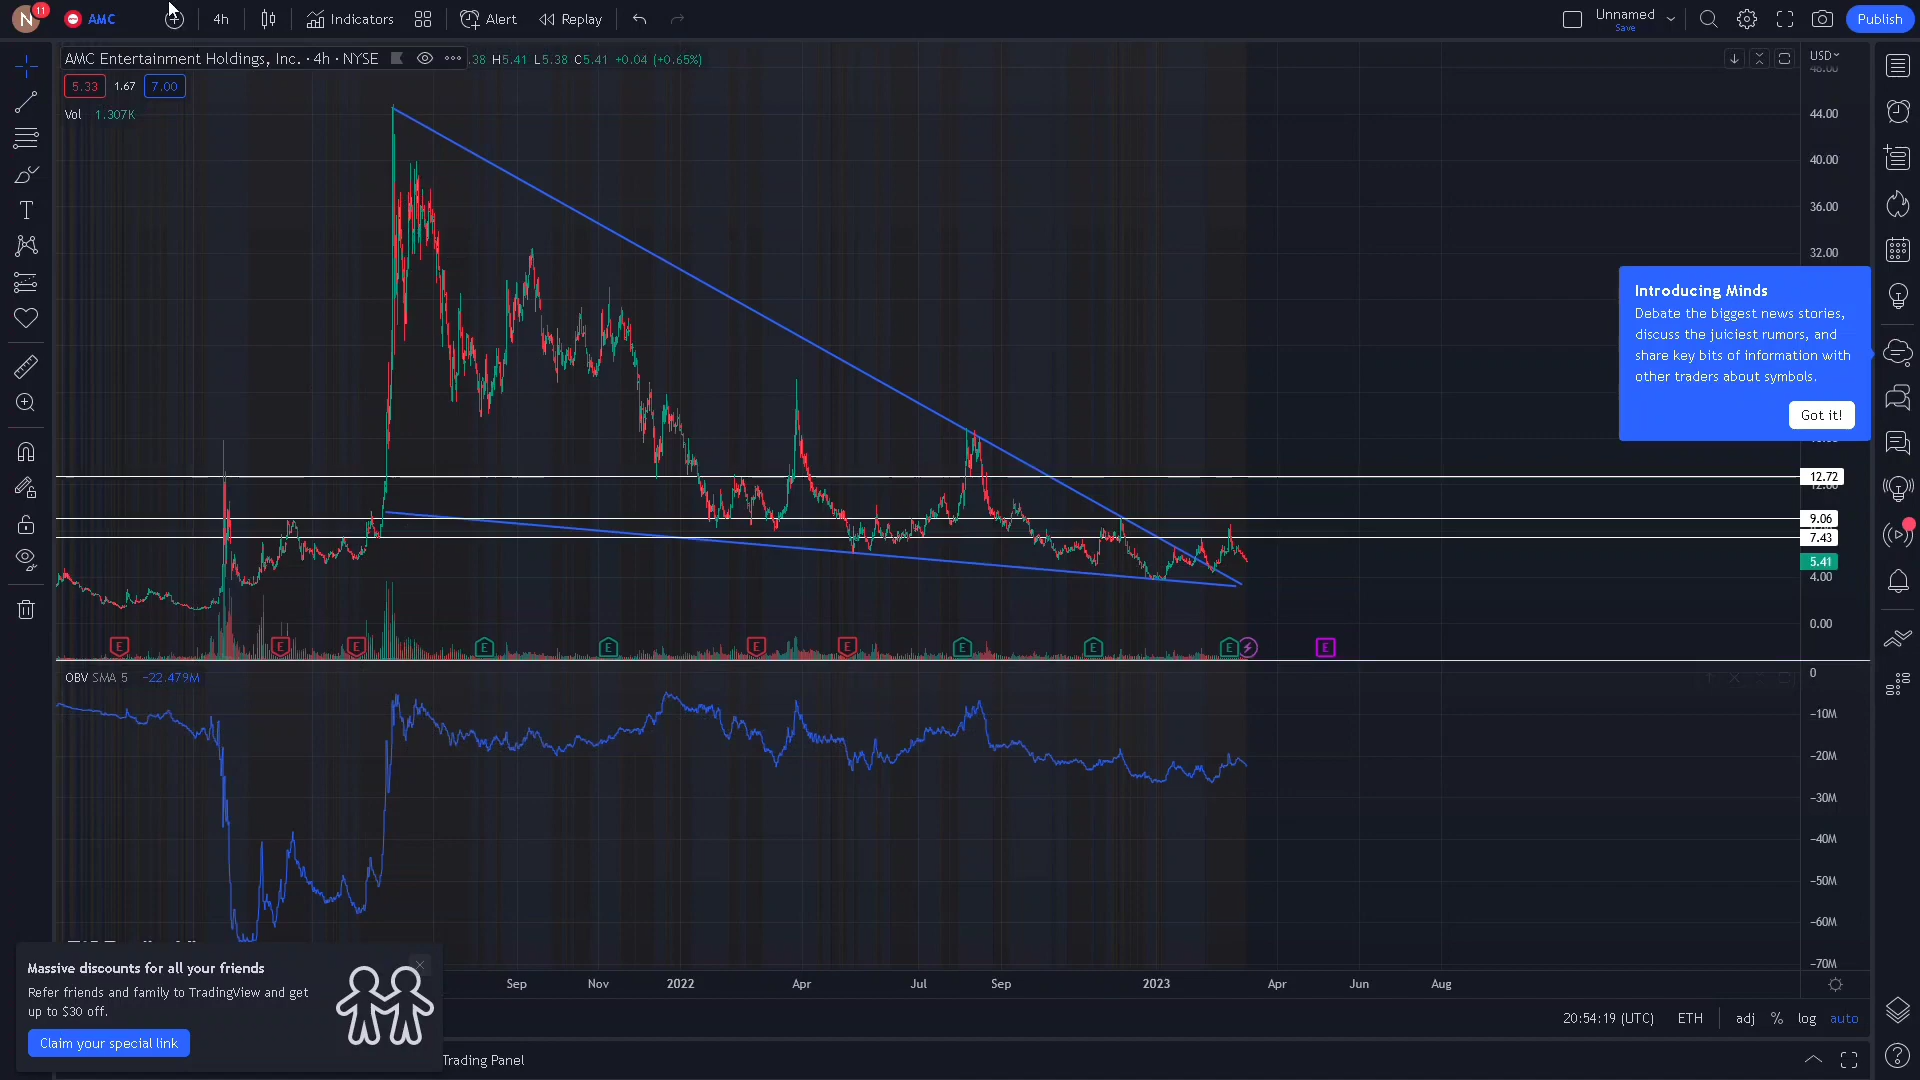 N 11 AMC 4h Indicators Alert Replay Unnamed Save Publish
AMC Entertainment Holdings, Inc. · 4h · NYSE .38 H5.41 L5.38 C5.41 +0.04 (+0.65%) USD
5.33 1.67 7.00
Vol 1.307K
48.00
44.00
40.00
36.00
32.00
Introducing Minds
Debate the biggest news stories,
discuss the juiciest rumors, and
share key bits of information with
other traders about symbols.
Got it!
12.72
12.00
9.06
7.43
5.41
4.00
0.00
E E E E E E E E E E E
OBV SMA 5 −22.479M
0
−10M
−20M
−30M
−40M
−50M
−60M
−70M
Massive discounts for all your friends
Refer friends and family to TradingView and get
up to $30 off.
Claim your special link
Sep Nov 2022 Apr Jul Sep 2023 Apr Jun Aug
20:54:19 (UTC) ETH adj % log auto
Trading Panel